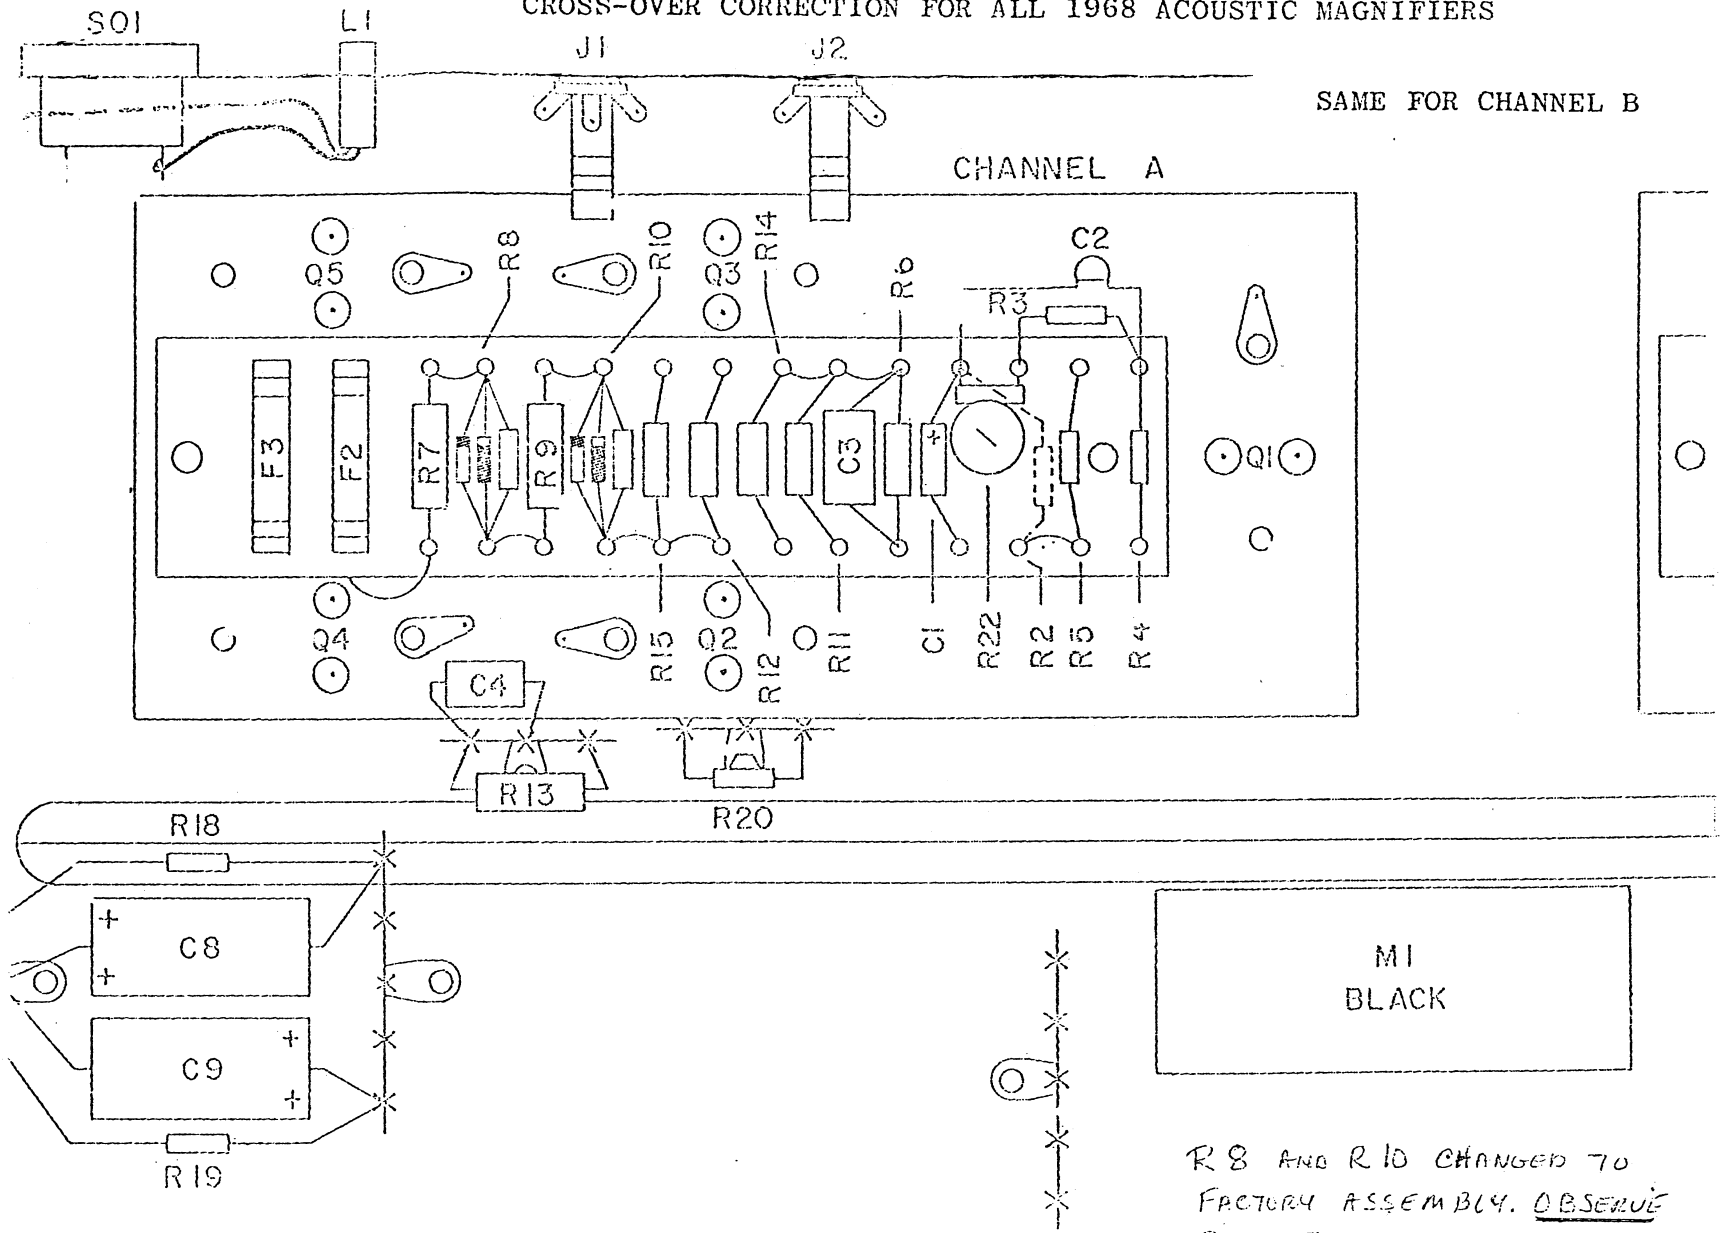 CROSS-OVER CORRECTION FOR ALL 1968 ACOUSTIC MAGNIFIERS
SO1
L1
J1
J2
SAME FOR CHANNEL B
CHANNEL A
Q5
R8
R10
Q3
R14
R6
C2
R3
F3
F2
R7
R9
C3
+
Q1
Q4
R15
Q2
R12
R11
C1
R22
R2
R5
R4
C4
R13
R20
R18
+
C8
+
M1
BLACK
+
C9
+
R19
R 8 AND R 10 CHANGED TO
FACTORY ASSEMBLY. OBSERVE